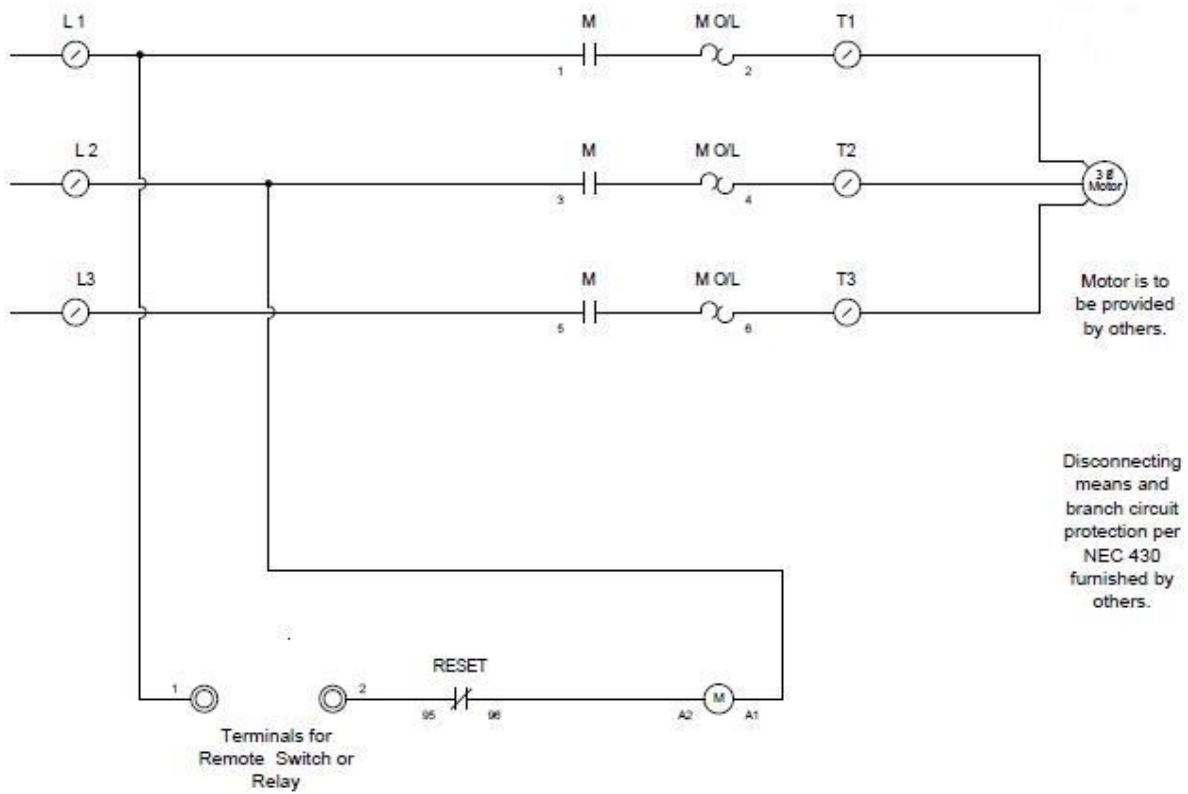 L 1
M
M O/L
T1
1
2
L 2
M
M O/L
T2
3
4
3 Ø
Motor
L3
M
M O/L
T3
5
6
Motor is to
be provided
by others.
Disconnecting
means and
branch circuit
protection per
NEC 430
furnished by
others.
RESET
1
2
95
96
M
A2
A1
Terminals for
Remote Switch or
Relay